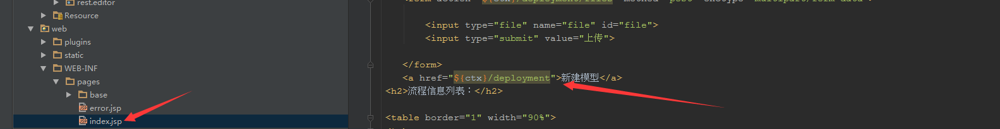 rest.editor
Resource
web
plugins
static
WEB-INF
pages
base
error.jsp
index.jsp
<input type="file" name="file" id="file">
<input type="submit" value="上传">
</form>
<a href="${ctx}/deployment">新建模型</a>
<h2>流程信息列表：</h2>
<table border="1" width="90%">